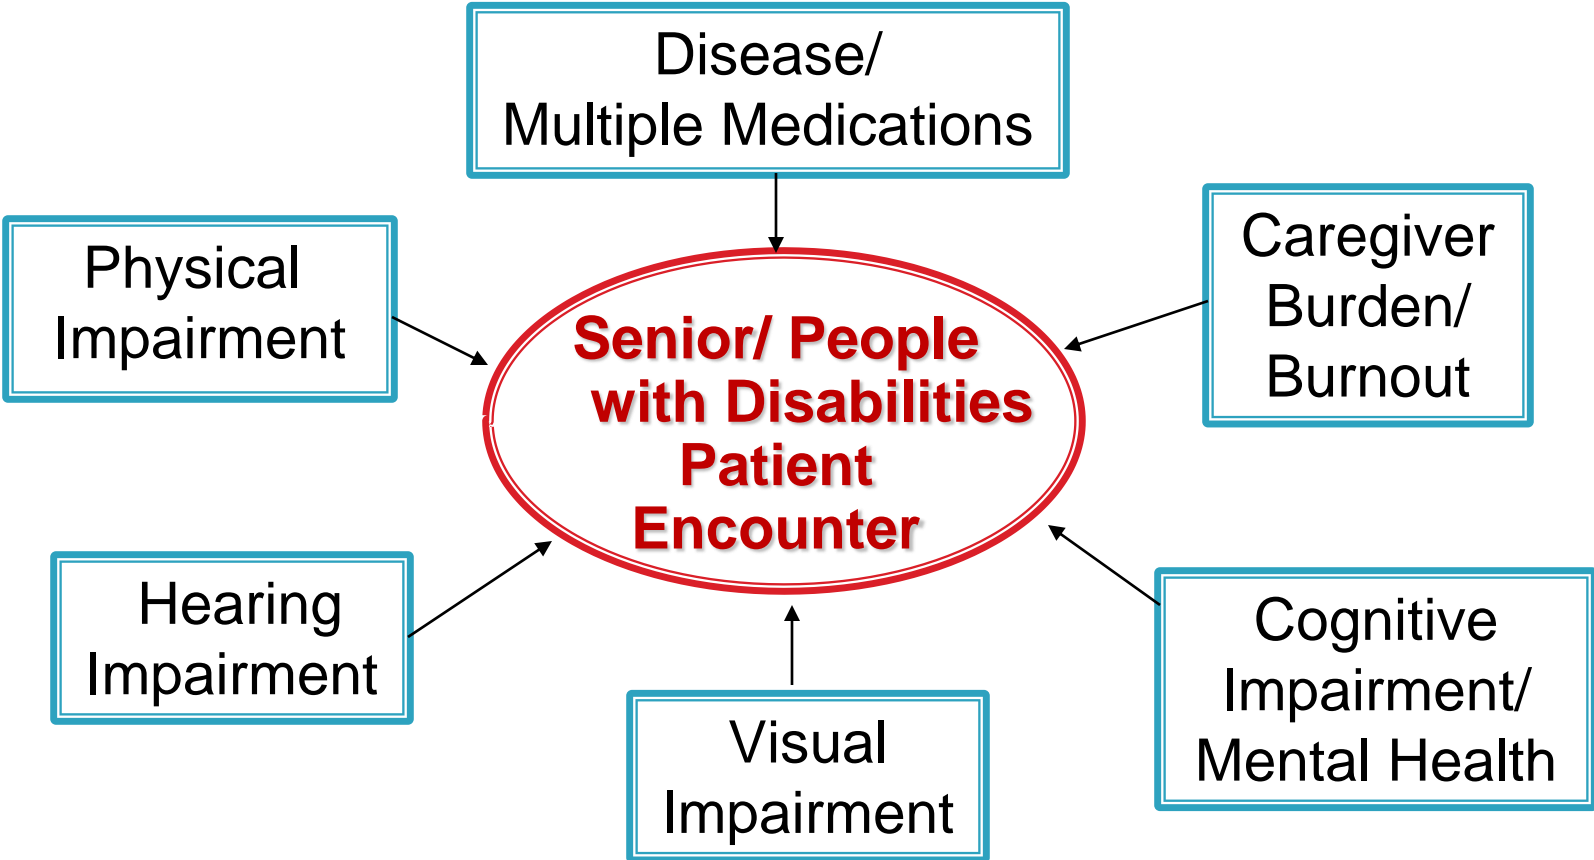 Disease/
Multiple Medications
Physical
Impairment
Caregiver
Burden/
Burnout
Senior/ People
with Disabilities
Patient
Encounter
Hearing
Impairment
Cognitive
Impairment/
Mental Health
Visual
Impairment